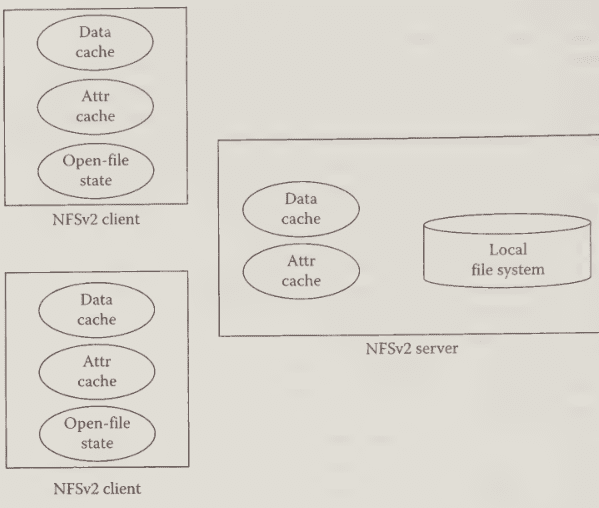 Data
cache
Attr
cache
Open-file
state
NFSv2 client
Data
cache
Attr
cache
Local
file system
NFSv2 server
Data
cache
Attr
cache
Open-file
state
NFSv2 client